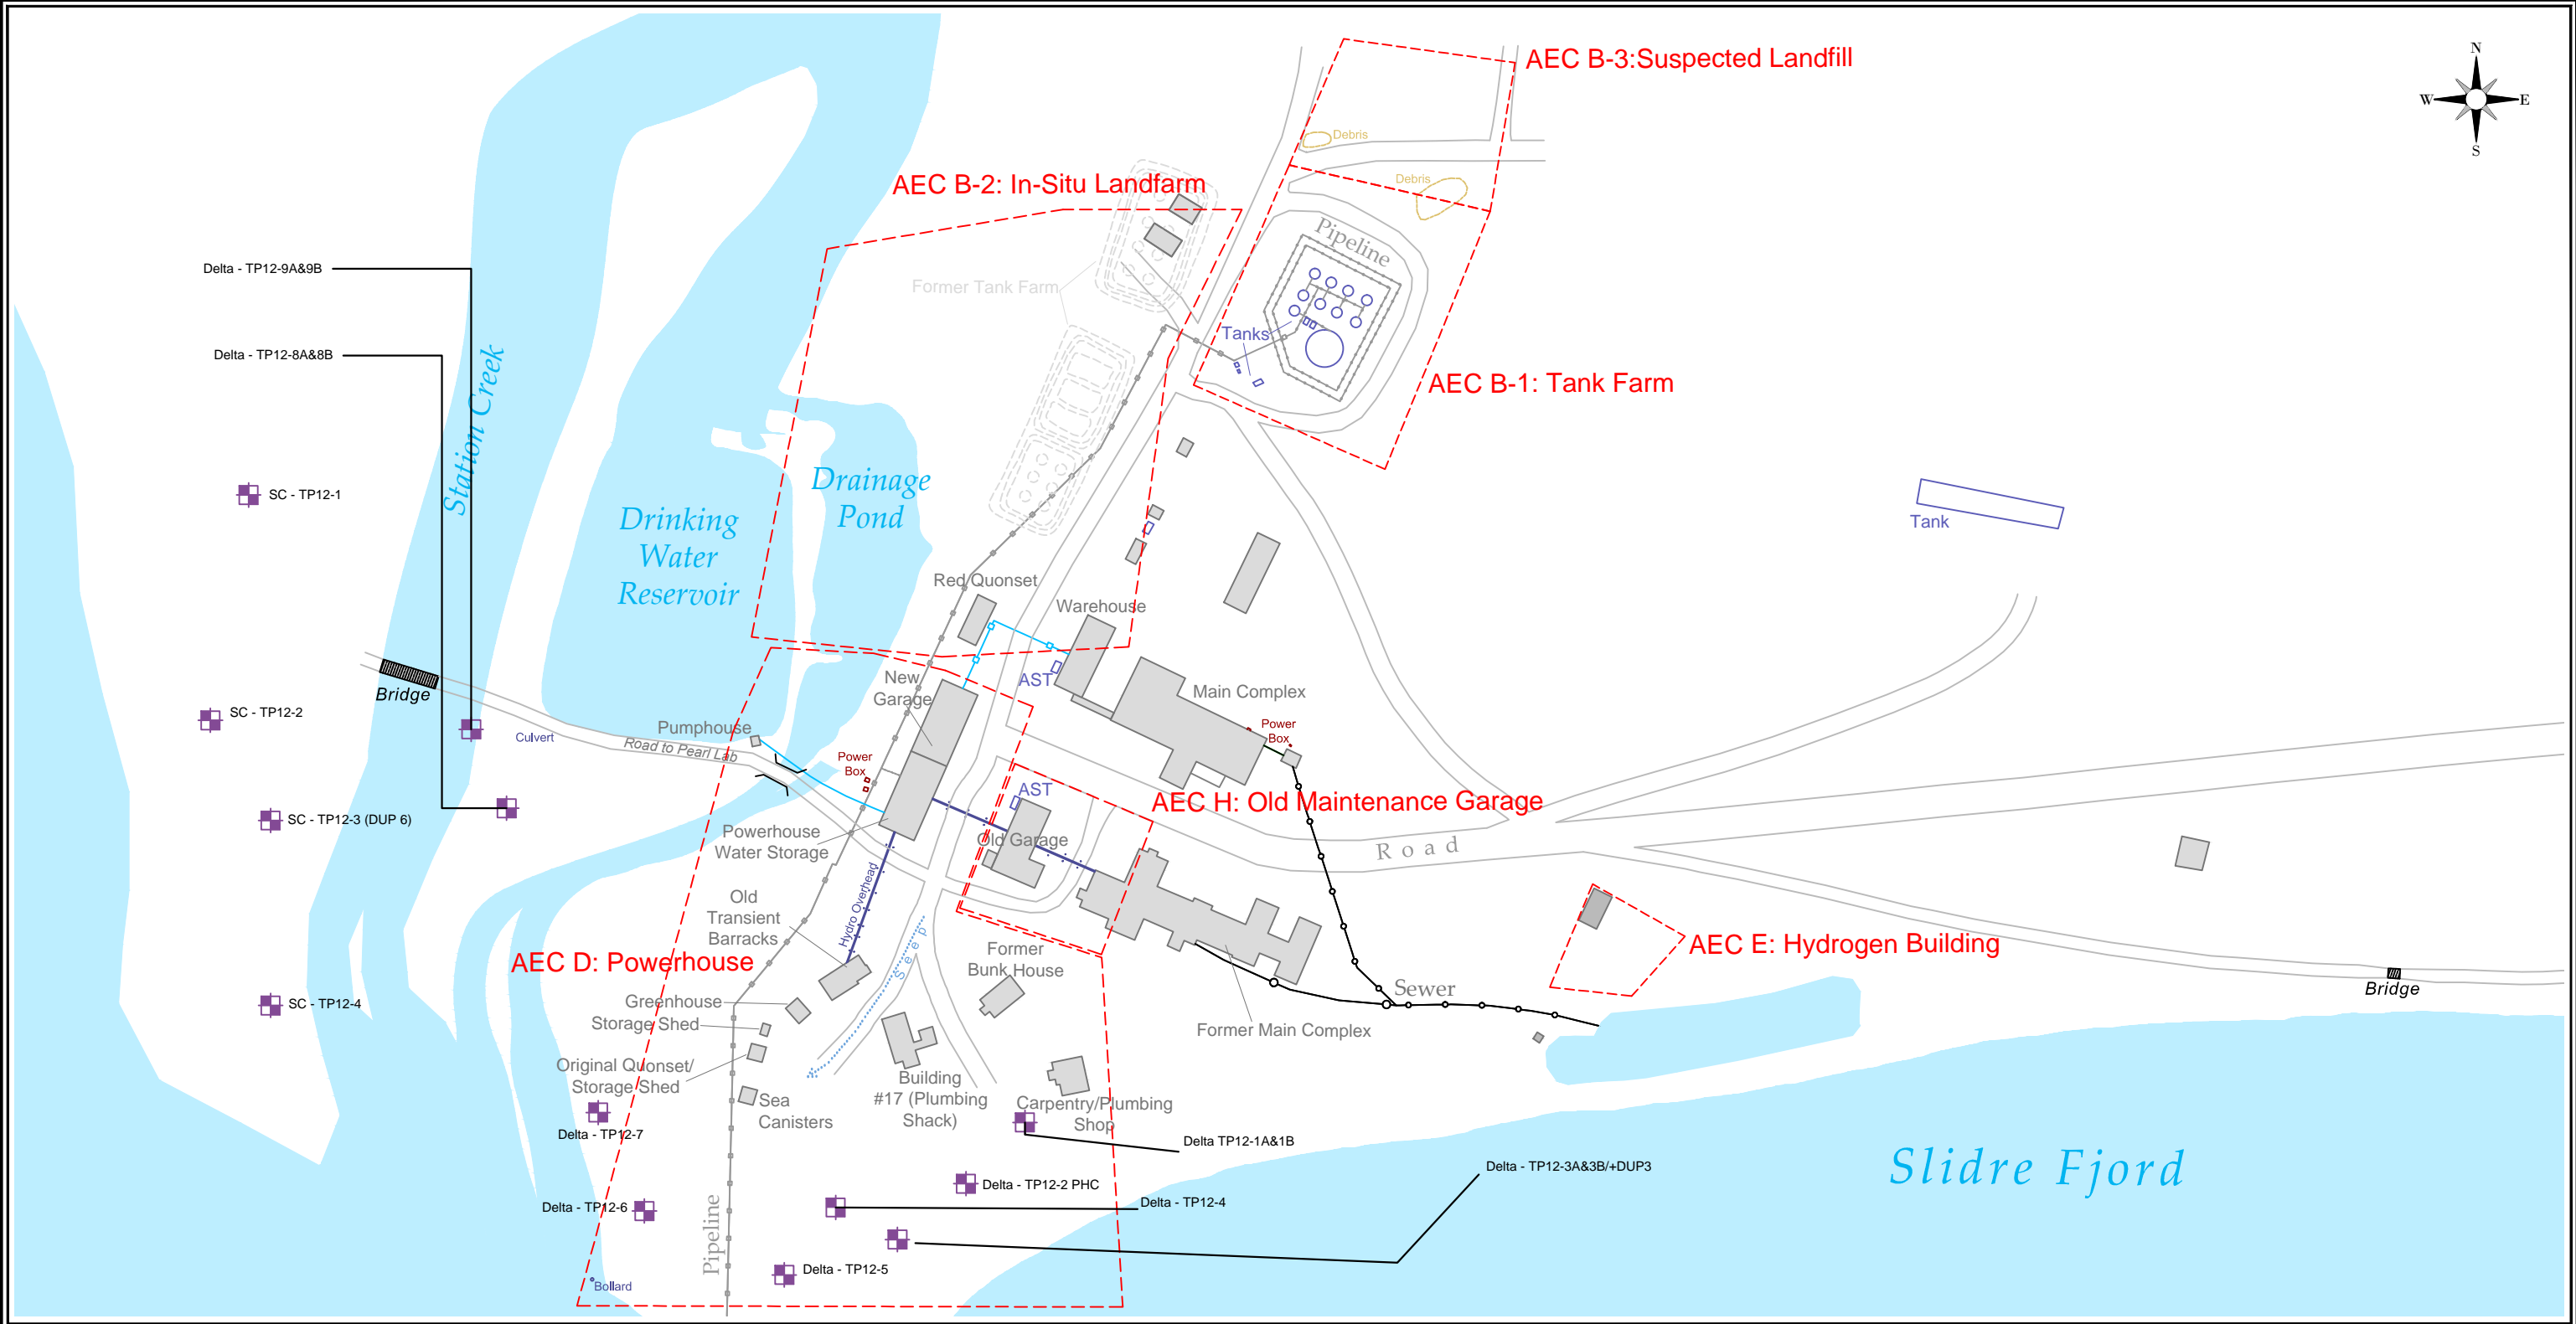 AEC B-3:Suspected Landfill
N
W
E
S
Debris
Debris
AEC B-2: In-Situ Landfarm
Pipeline
Delta - TP12-9A&9B
Former Tank Farm
Tanks
Delta - TP12-8A&8B
Station Creek
AEC B-1: Tank Farm
SC - TP12-1
Drainage
Pond
Drinking
Water
Reservoir
Tank
Red Quonset
Warehouse
AST
New
Garage
Main Complex
Bridge
SC - TP12-2
Culvert
Pumphouse
Road to Pearl Lab
Power
Box
Power
Box
AST
AEC H: Old Maintenance Garage
SC - TP12-3 (DUP 6)
Powerhouse
Water Storage
Old Garage
Road
Hydro Overhead
Old
Transient
Barracks
Seep
AEC D: Powerhouse
Former
Bunk House
AEC E: Hydrogen Building
Sewer
Bridge
SC - TP12-4
Greenhouse
Storage Shed
Former Main Complex
Original Quonset/
Storage Shed
Sea
Canisters
Building
#17 (Plumbing
Shack)
Carpentry/Plumbing
Shop
Delta - TP12-7
Delta TP12-1A&1B
Delta - TP12-3A&3B/+DUP3
Slidre Fjord
Delta - TP12-2 PHC
Delta - TP12-6
Delta - TP12-4
Pipeline
Delta - TP12-5
Bollard